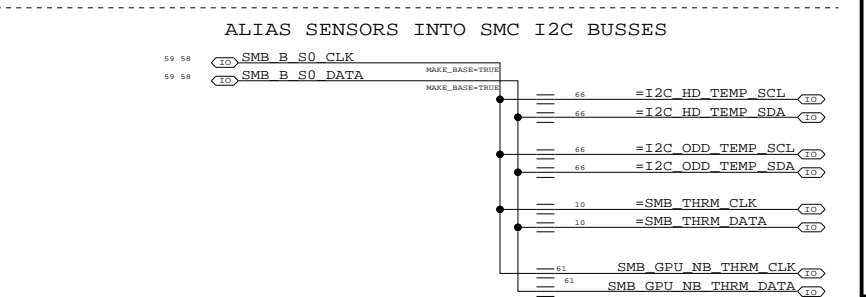 ALIAS SENSORS INTO SMC I2C BUSSES
59 58 IO SMB_B_S0_CLK
MAKE_BASE=TRUE
59 58 IO SMB_B_S0_DATA
MAKE_BASE=TRUE
66 =I2C_HD_TEMP_SCL IO
66 =I2C_HD_TEMP_SDA IO
66 =I2C_ODD_TEMP_SCL IO
66 =I2C_ODD_TEMP_SDA IO
10 =SMB_THRM_CLK IO
10 =SMB_THRM_DATA IO
61 SMB_GPU_NB_THRM_CLK IO
61 SMB_GPU_NB_THRM_DATA IO